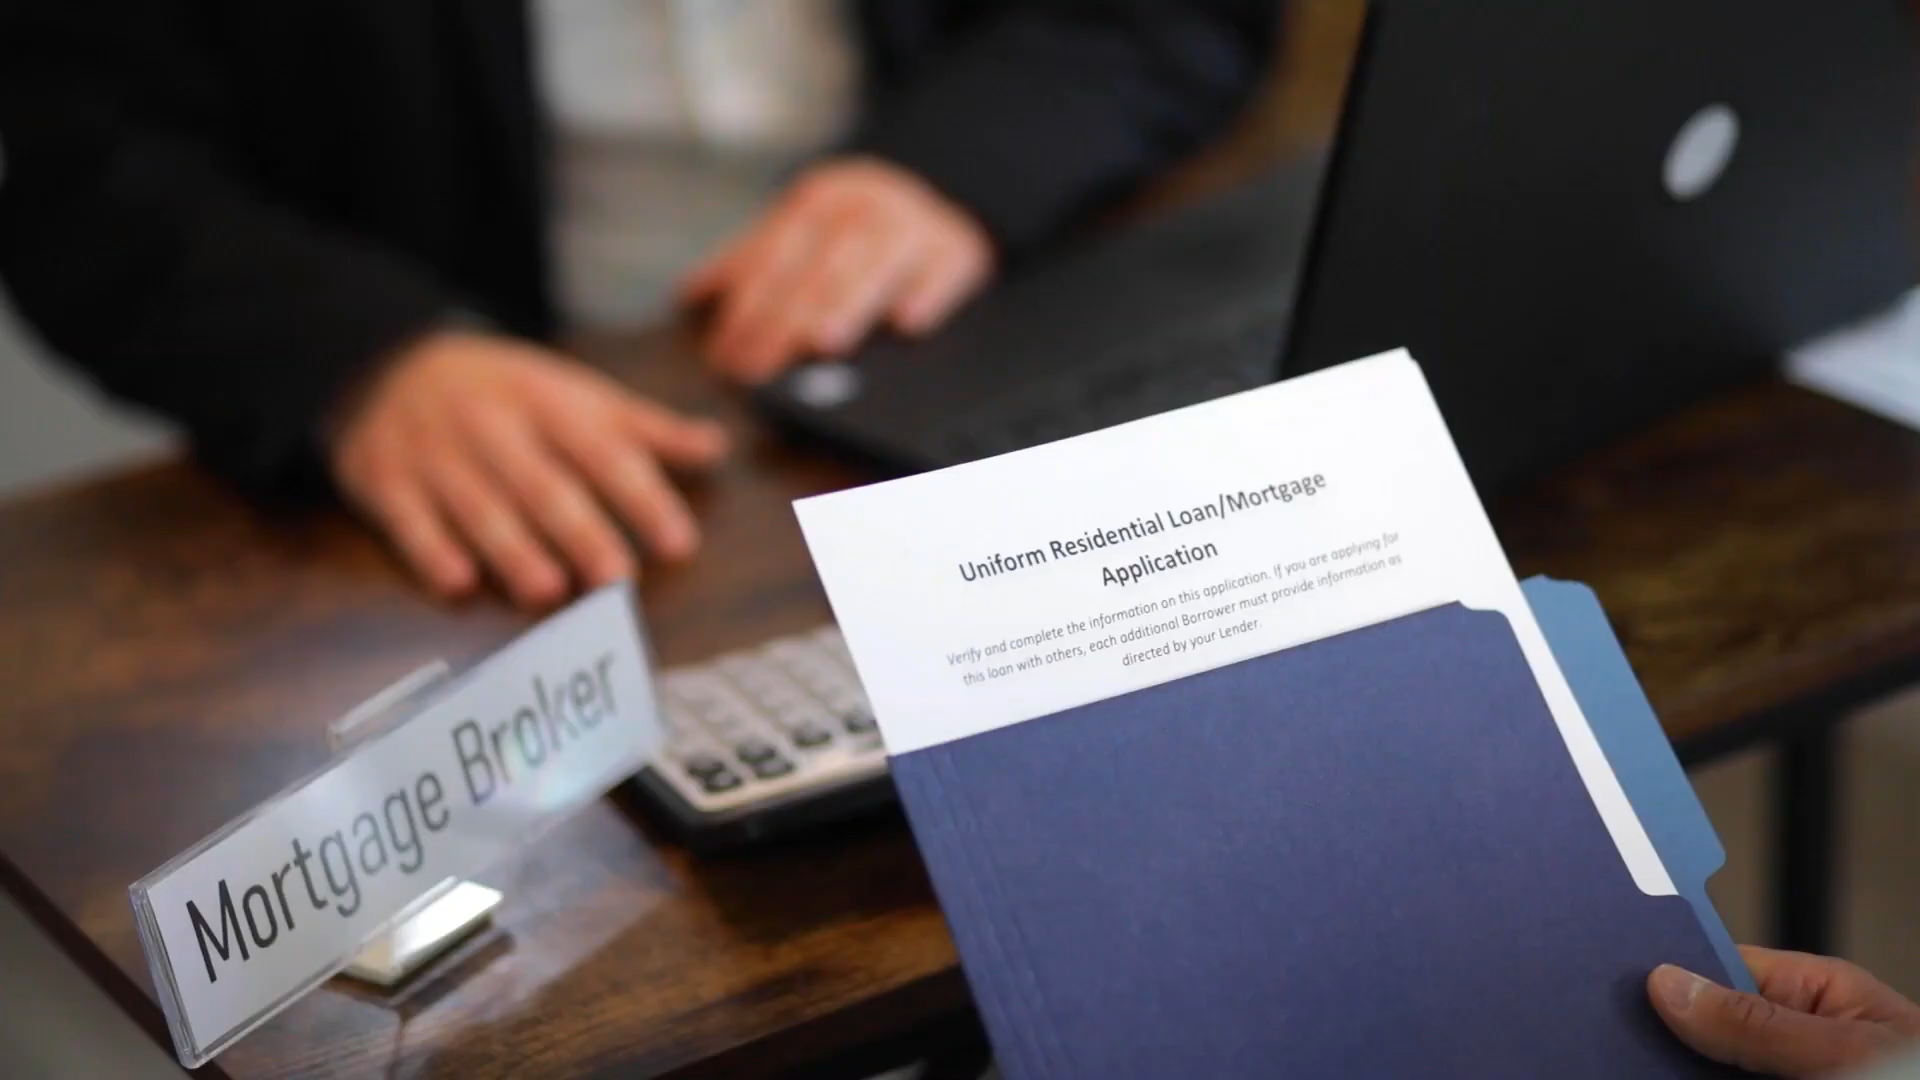 Uniform Residential Loan/Mortgage
Application
Verify and complete the information on this application. If you are applying for
this loan with others, each additional Borrower must provide information as
directed by your Lender.
Mortgage Broker